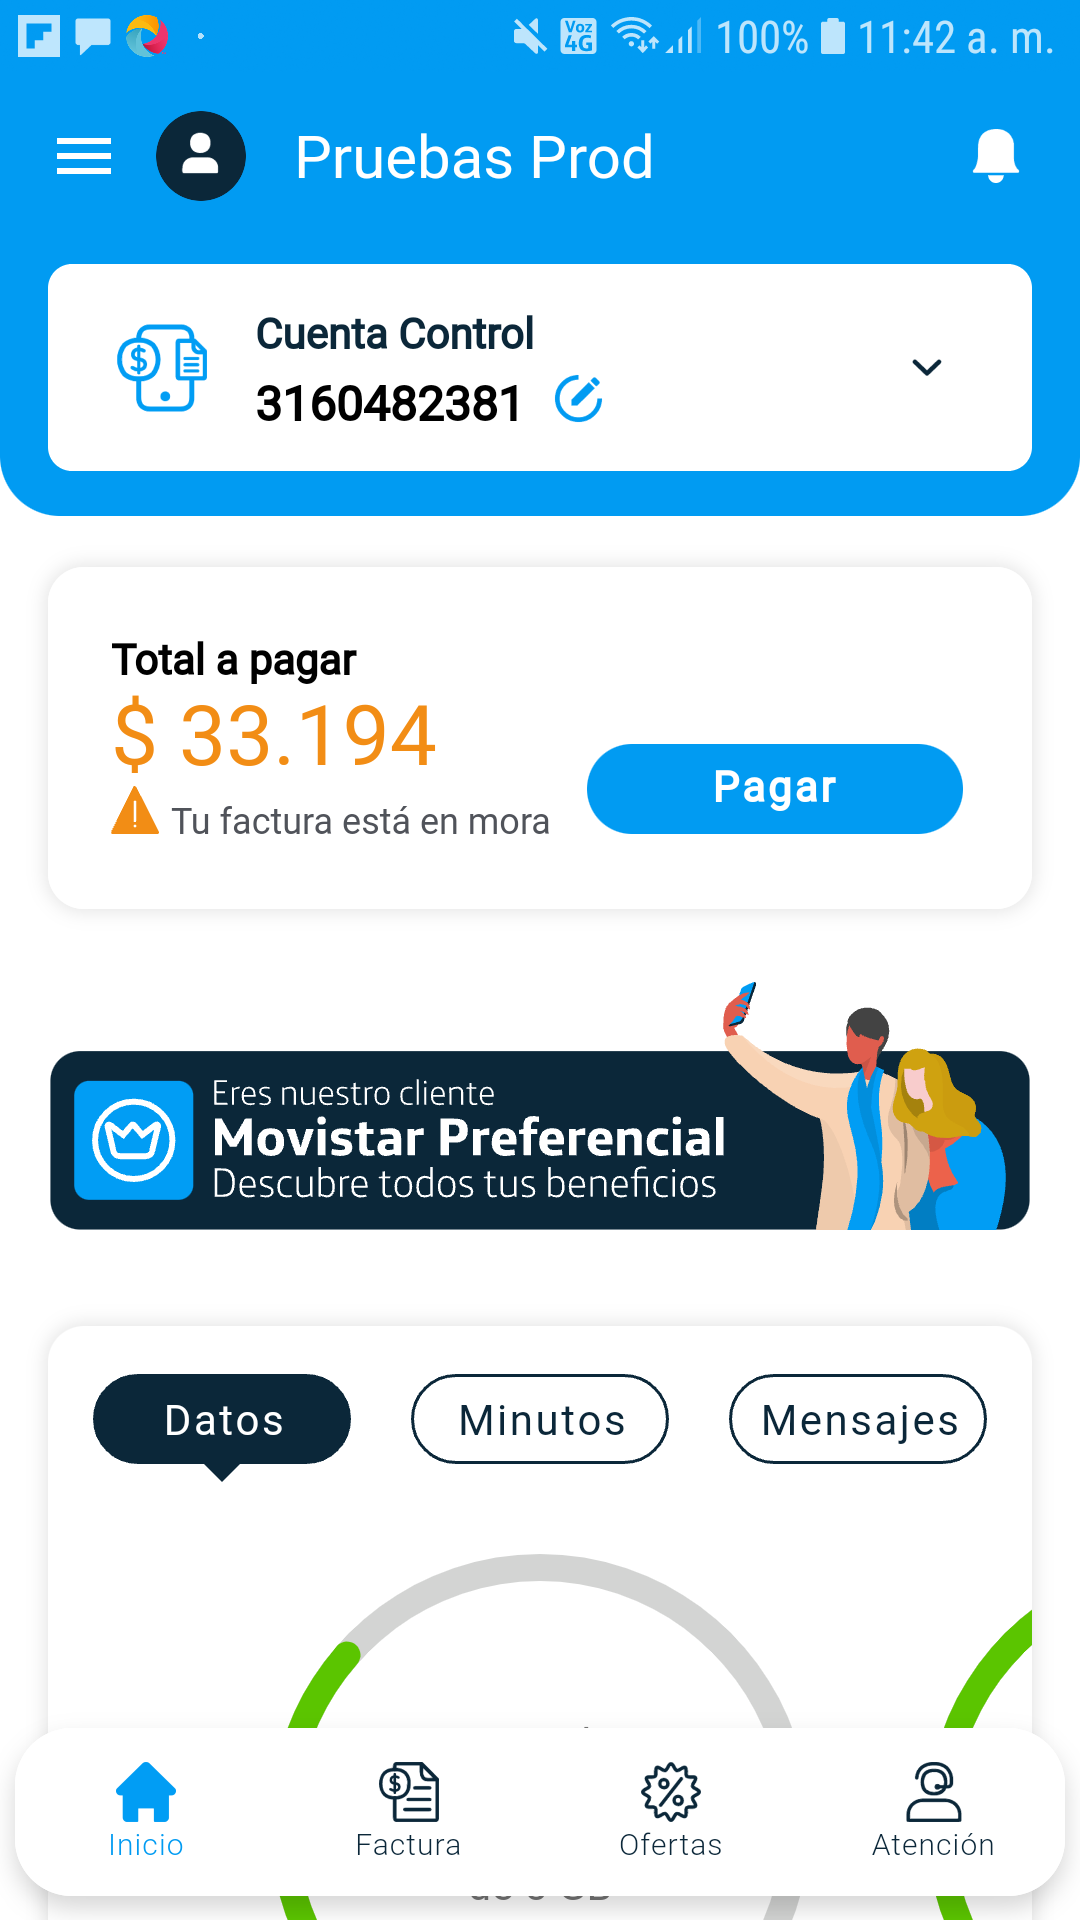 Voz 4G 100% 11:42 a. m.
Pruebas Prod
Cuenta Control
3160482381
Total a pagar
$ 33.194
Tu factura está en mora
Pagar
Eres nuestro cliente
Movistar Preferencial
Descubre todos tus beneficios
Datos Minutos Mensajes
Inicio Factura Ofertas Atención